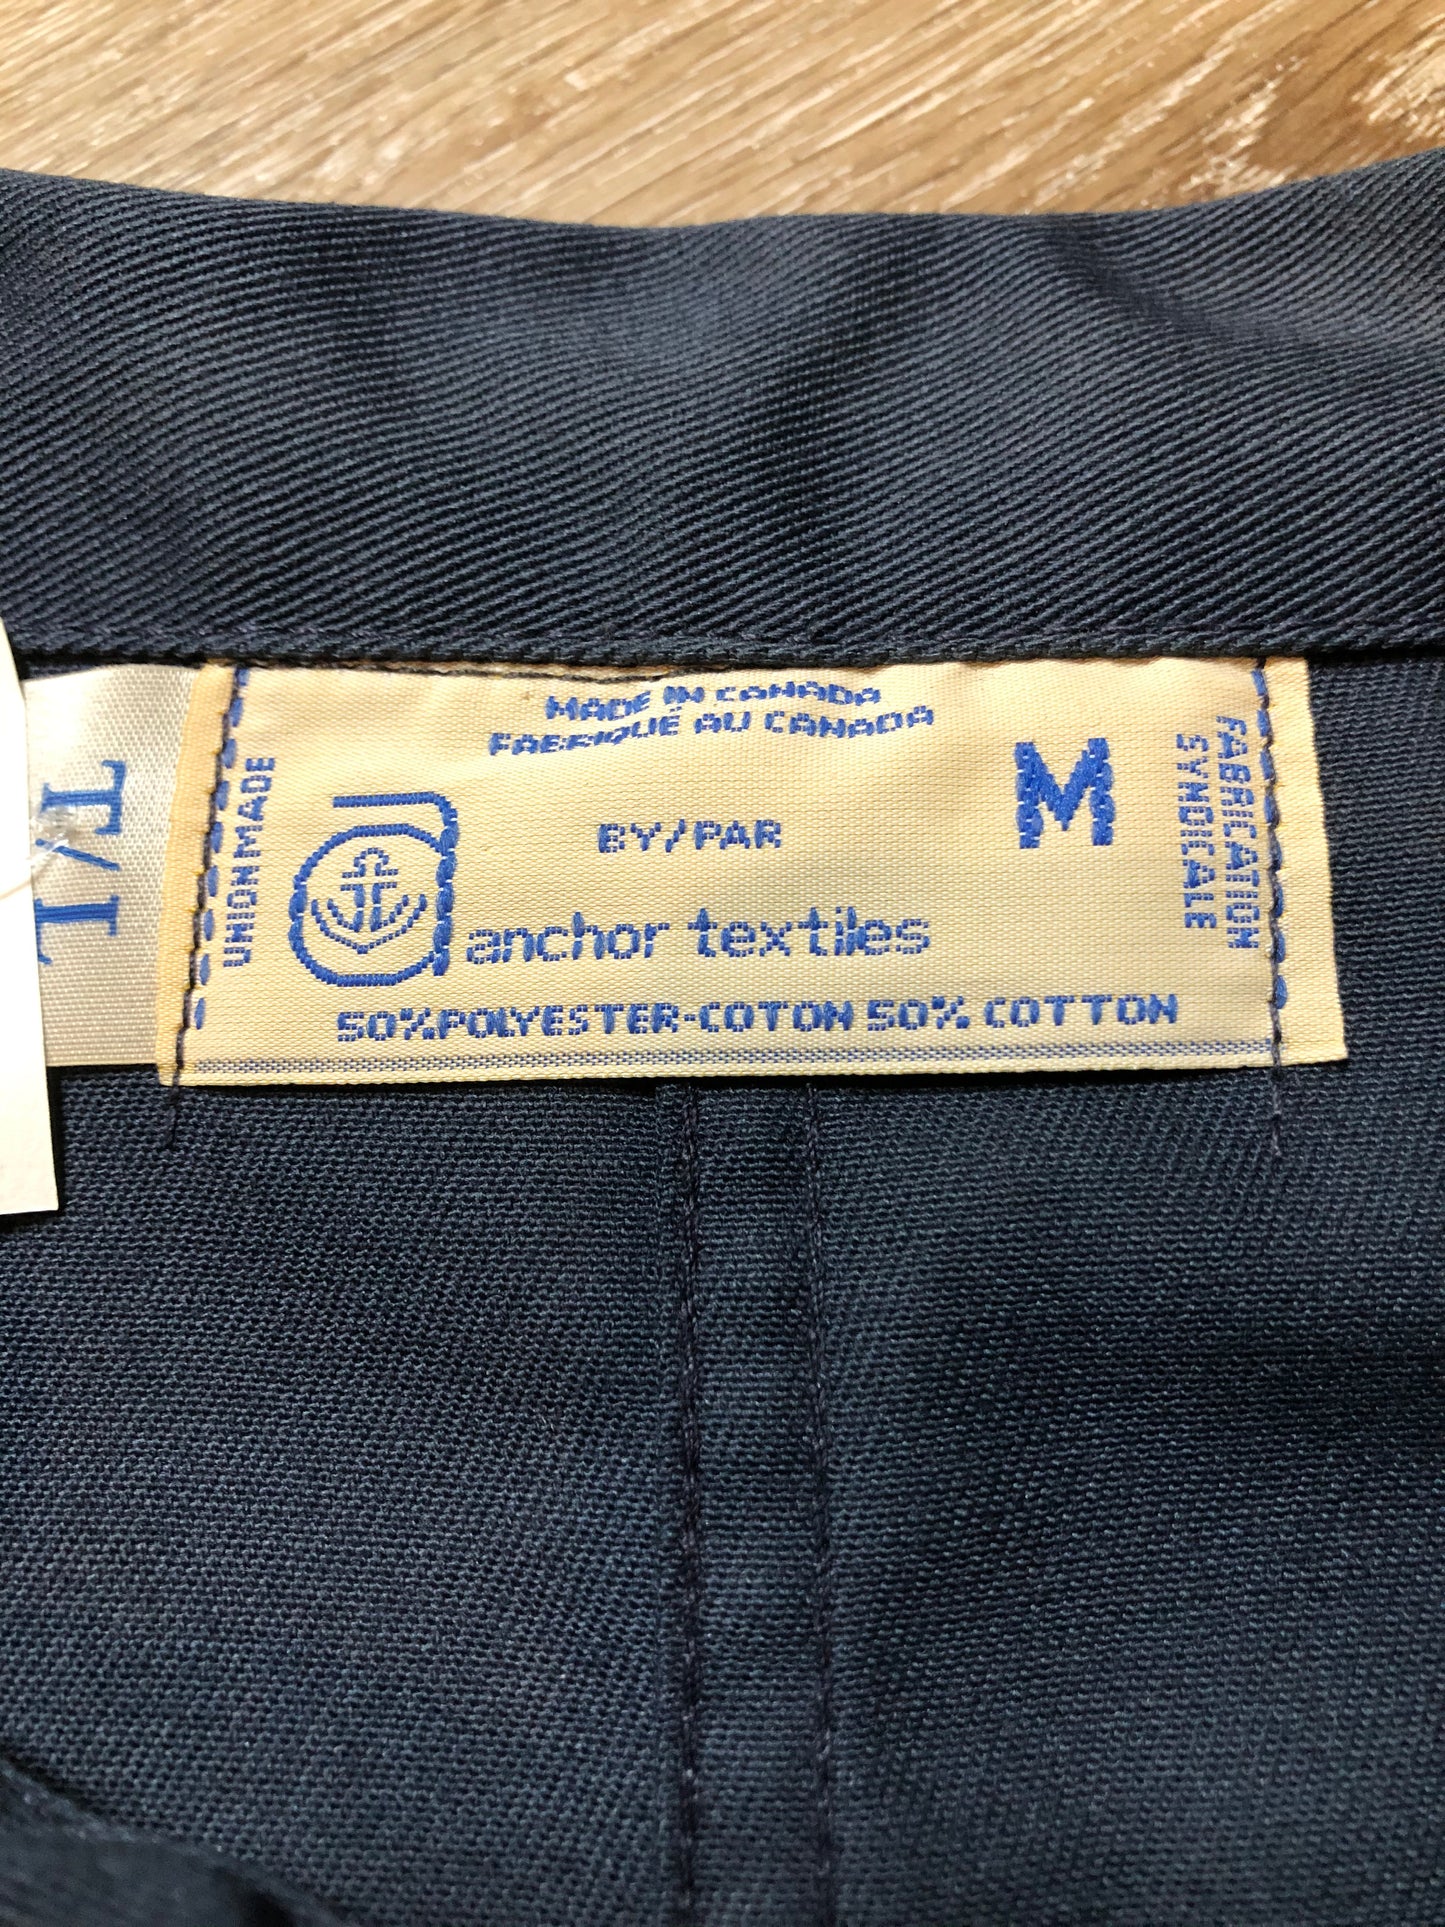 MADE IN CANADA
FABRIQUÉ AU CANADA
M
BY/PAR
anchor textiles
50% POLYESTER-COTON 50% COTTON
UNION MADE
FABRICATION
SYNDICALE
T/L